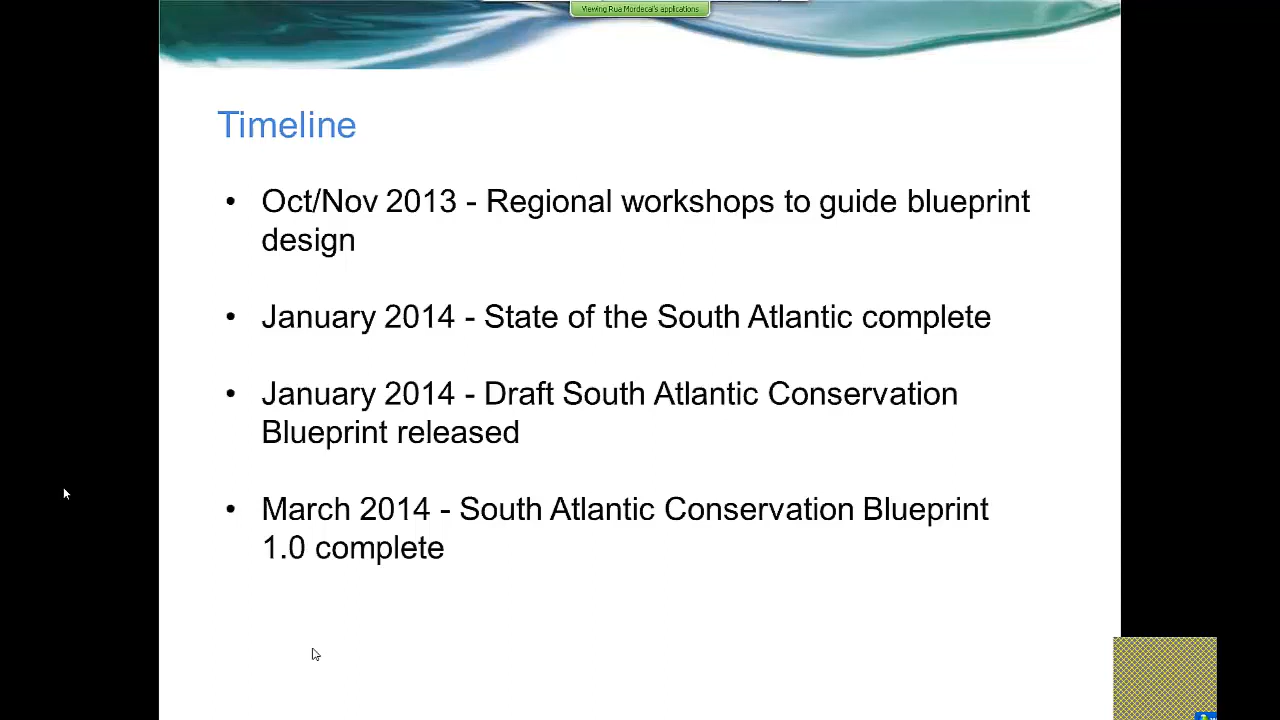 Viewing Rua Mordecai's applications
Timeline
• Oct/Nov 2013 - Regional workshops to guide blueprint
design
• January 2014 - State of the South Atlantic complete
• January 2014 - Draft South Atlantic Conservation
Blueprint released
• March 2014 - South Atlantic Conservation Blueprint
1.0 complete